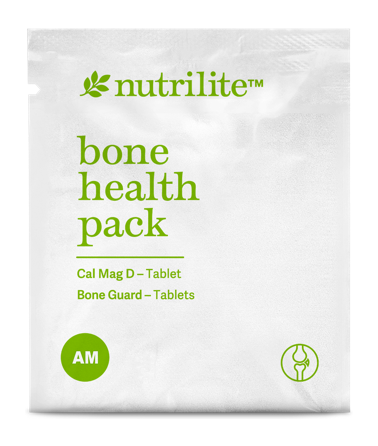 nutrilite™
bone
health
pack
Cal Mag D – Tablet
Bone Guard – Tablets
AM